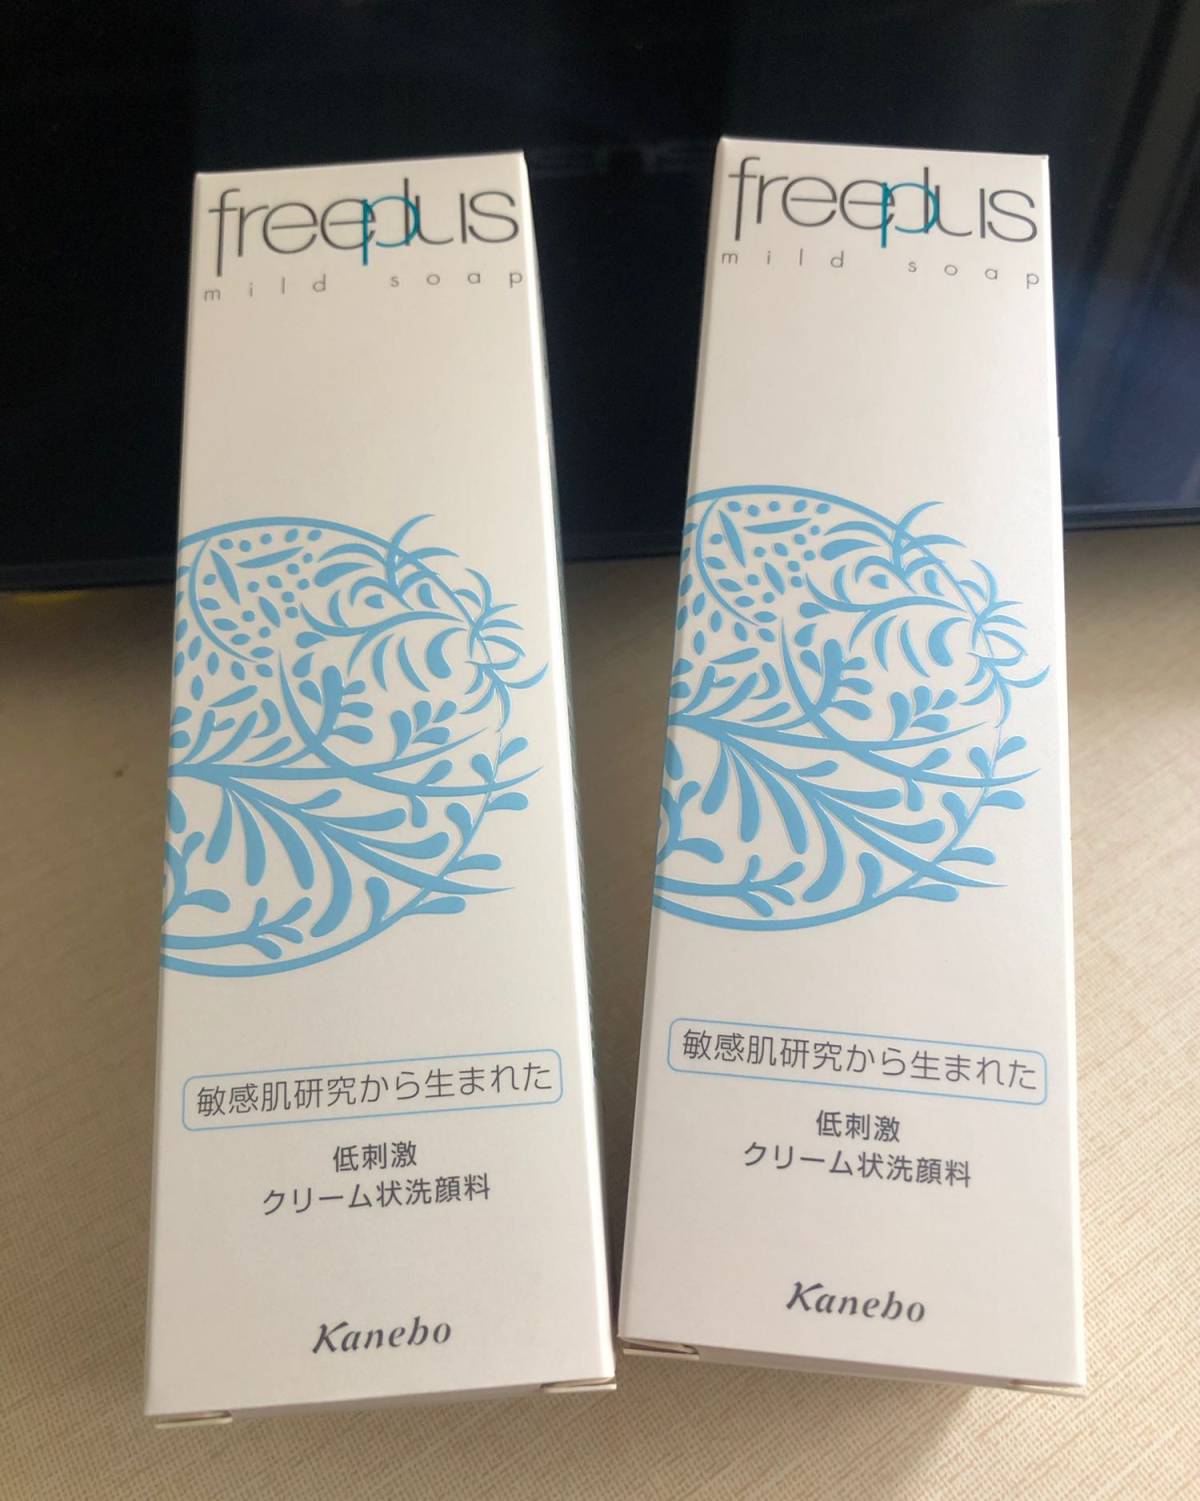 freeplus
mild soap
敏感肌研究から生まれた
低刺激
クリーム状洗顔料
Kanebo
freeplus
mild soap
敏感肌研究から生まれた
低刺激
クリーム状洗顔料
Kanebo